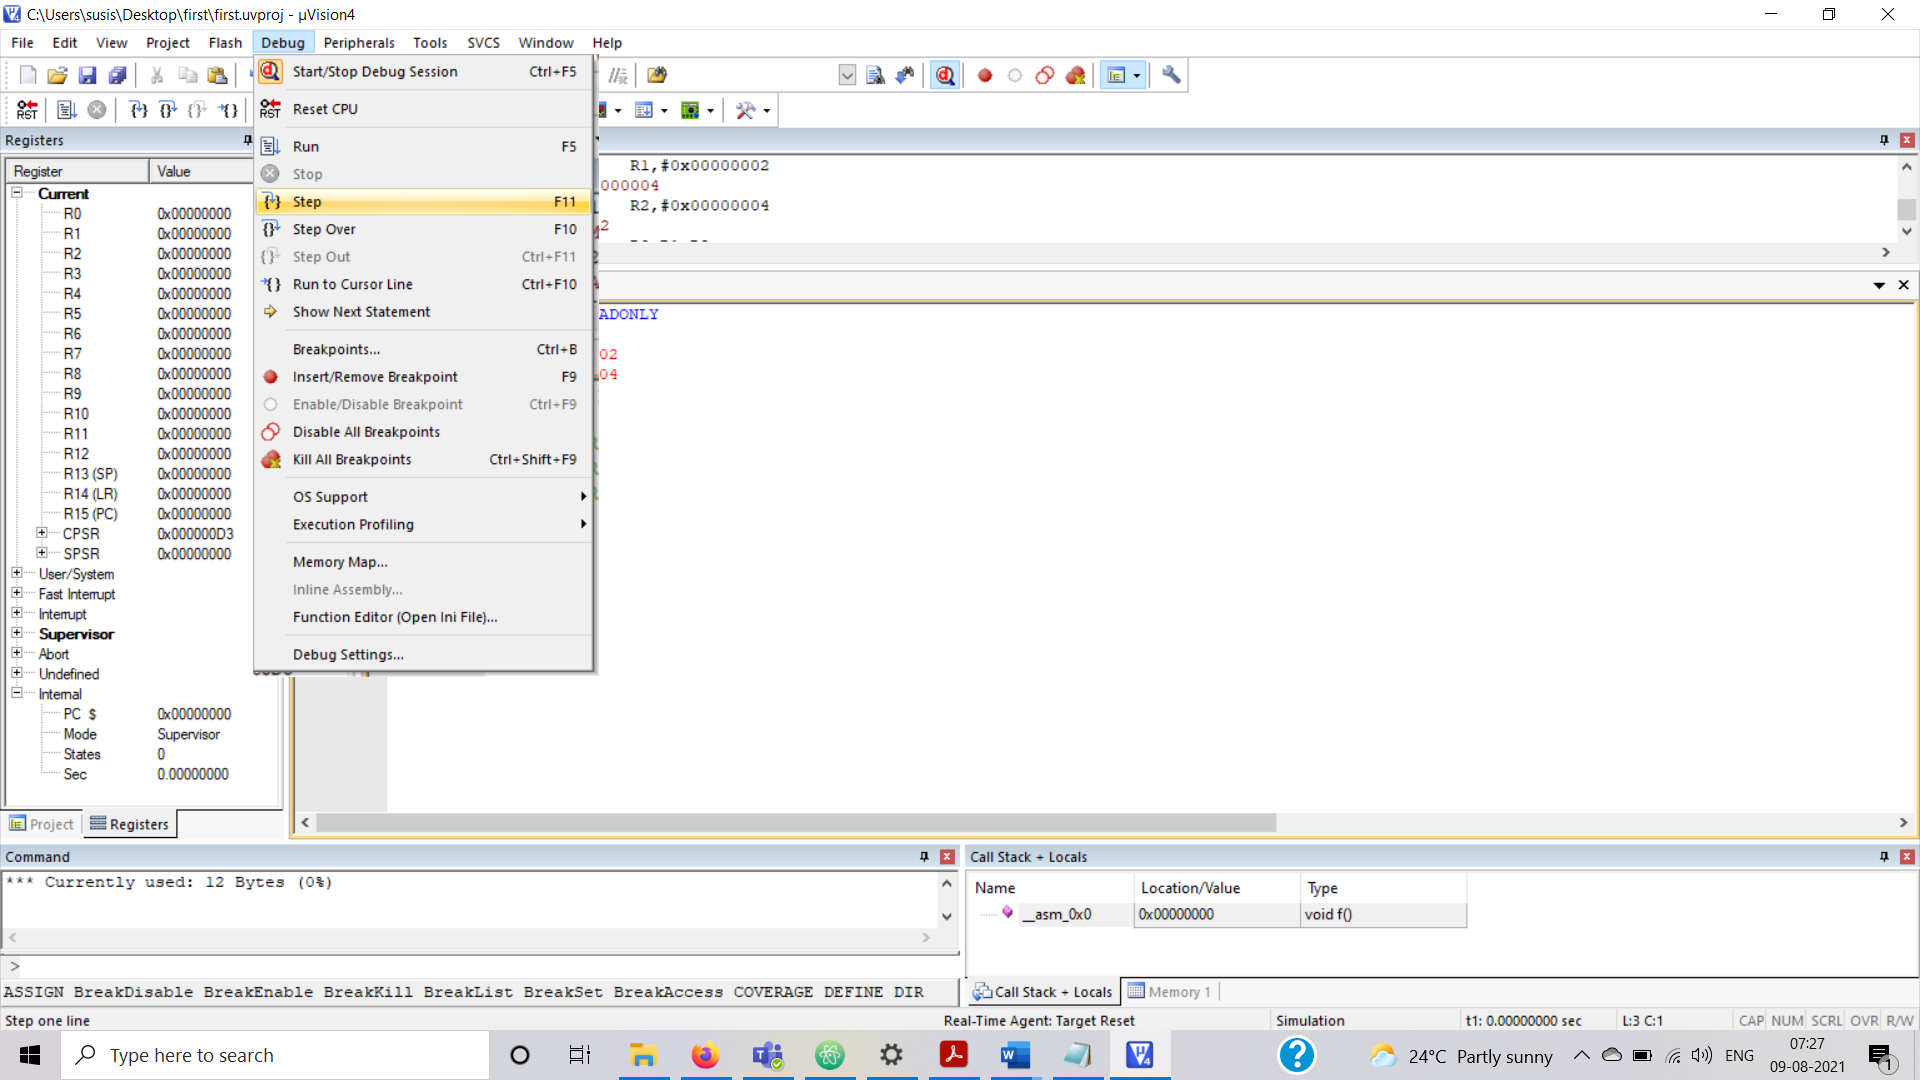 C:\Users\susis\Desktop\first\first.uvproj - µVision4
File Edit View Project Flash Debug Peripherals Tools SVCS Window Help
Start/Stop Debug Session Ctrl+F5
Reset CPU
Run F5
Stop
Step F11
Step Over F10
Step Out Ctrl+F11
Run to Cursor Line Ctrl+F10
Show Next Statement
Breakpoints... Ctrl+B
Insert/Remove Breakpoint F9
Enable/Disable Breakpoint Ctrl+F9
Disable All Breakpoints
Kill All Breakpoints Ctrl+Shift+F9
OS Support
Execution Profiling
Memory Map...
Inline Assembly...
Function Editor (Open Ini File)...
Debug Settings...
RST
Registers
Register Value
Current
R0 0x00000000
R1 0x00000000
R2 0x00000000
R3 0x00000000
R4 0x00000000
R5 0x00000000
R6 0x00000000
R7 0x00000000
R8 0x00000000
R9 0x00000000
R10 0x00000000
R11 0x00000000
R12 0x00000000
R13 (SP) 0x00000000
R14 (LR) 0x00000000
R15 (PC) 0x00000000
CPSR 0x000000D3
SPSR 0x00000000
User/System
Fast Interrupt
Interrupt
Supervisor
Abort
Undefined
Internal
PC $ 0x00000000
Mode Supervisor
States 0
Sec 0.00000000
Project Registers
R1,#0x00000002
000004
R2,#0x00000004
2
ADONLY
02
04
Command
*** Currently used: 12 Bytes (0%)
>
ASSIGN BreakDisable BreakEnable BreakKill BreakList BreakSet BreakAccess COVERAGE DEFINE DIR
Call Stack + Locals
Name Location/Value Type
__asm_0x0 0x00000000 void f()
Call Stack + Locals Memory 1
Step one line Real-Time Agent: Target Reset Simulation t1: 0.00000000 sec L:3 C:1 CAP NUM SCRL OVR R/W
Type here to search 24°C Partly sunny ENG 07:27
09-08-2021
1